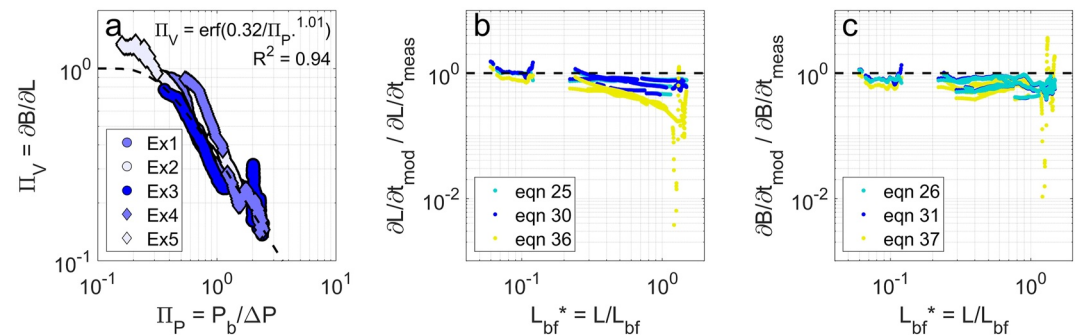 a
Π_V = erf(0.32/Π_P.^1.01)
R² = 0.94
Π_V = ∂B/∂L
10^0
10^-1
Ex1
Ex2
Ex3
Ex4
Ex5
10^-1 10^0 10^1
Π_P = P_b/ΔP
b
∂L/∂t_mod / ∂L/∂t_meas
10^0
10^-2
eqn 25
eqn 30
eqn 36
10^-1 10^0
L_bf* = L/L_bf
c
∂B/∂t_mod / ∂B/∂t_meas
10^0
10^-2
eqn 26
eqn 31
eqn 37
10^-1 10^0
L_bf* = L/L_bf